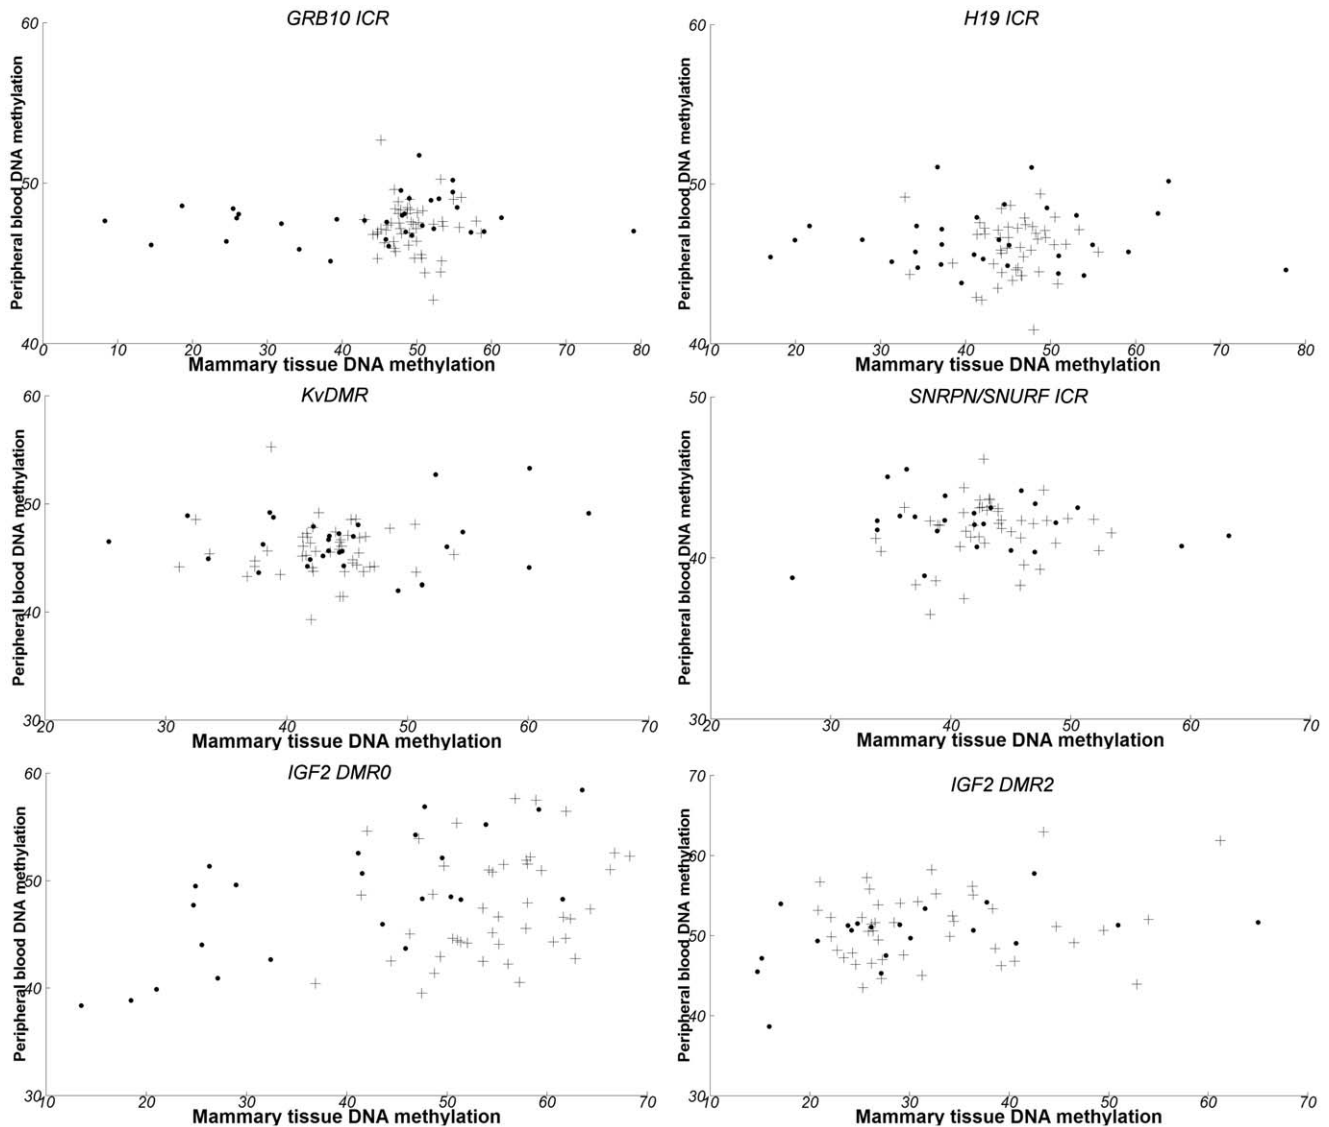 GRB10 ICR
60
50
40
Peripheral blood DNA methylation
0 10 20 30 40 50 60 70 80
Mammary tissue DNA methylation
H19 ICR
60
50
40
Peripheral blood DNA methylation
10 20 30 40 50 60 70 80
Mammary tissue DNA methylation
KvDMR
60
50
40
30
Peripheral blood DNA methylation
20 30 40 50 60 70
Mammary tissue DNA methylation
SNRPN/SNURF ICR
50
40
30
Peripheral blood DNA methylation
20 30 40 50 60 70
Mammary tissue DNA methylation
IGF2 DMR0
60
50
40
30
Peripheral blood DNA methylation
10 20 30 40 50 60 70
Mammary tissue DNA methylation
IGF2 DMR2
70
60
50
40
30
Peripheral blood DNA methylation
10 20 30 40 50 60 70
Mammary tissue DNA methylation